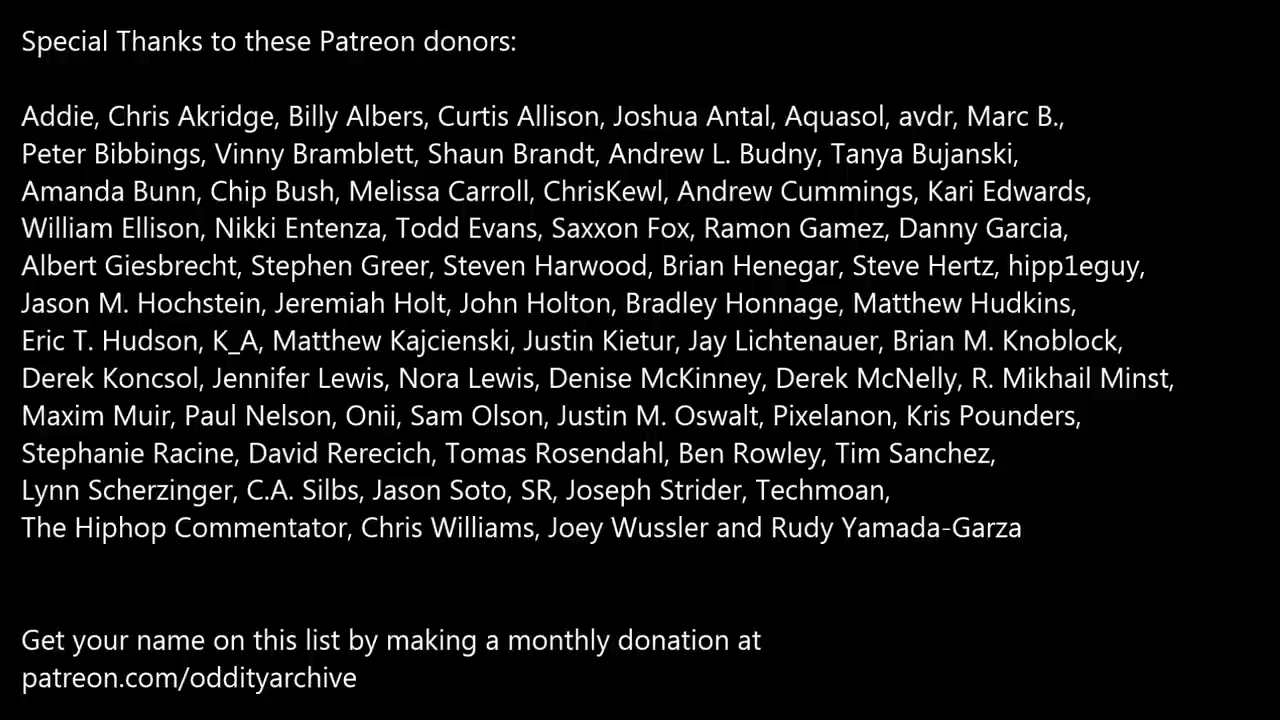 Special Thanks to these Patreon donors:
Addie, Chris Akridge, Billy Albers, Curtis Allison, Joshua Antal, Aquasol, avdr, Marc B.,
Peter Bibbings, Vinny Bramblett, Shaun Brandt, Andrew L. Budny, Tanya Bujanski,
Amanda Bunn, Chip Bush, Melissa Carroll, ChrisKewl, Andrew Cummings, Kari Edwards,
William Ellison, Nikki Entenza, Todd Evans, Saxxon Fox, Ramon Gamez, Danny Garcia,
Albert Giesbrecht, Stephen Greer, Steven Harwood, Brian Henegar, Steve Hertz, hipp1eguy,
Jason M. Hochstein, Jeremiah Holt, John Holton, Bradley Honnage, Matthew Hudkins,
Eric T. Hudson, K_A, Matthew Kajcienski, Justin Kietur, Jay Lichtenauer, Brian M. Knoblock,
Derek Koncsol, Jennifer Lewis, Nora Lewis, Denise McKinney, Derek McNelly, R. Mikhail Minst,
Maxim Muir, Paul Nelson, Onii, Sam Olson, Justin M. Oswalt, Pixelanon, Kris Pounders,
Stephanie Racine, David Rerecich, Tomas Rosendahl, Ben Rowley, Tim Sanchez,
Lynn Scherzinger, C.A. Silbs, Jason Soto, SR, Joseph Strider, Techmoan,
The Hiphop Commentator, Chris Williams, Joey Wussler and Rudy Yamada-Garza
Get your name on this list by making a monthly donation at
patreon.com/oddityarchive